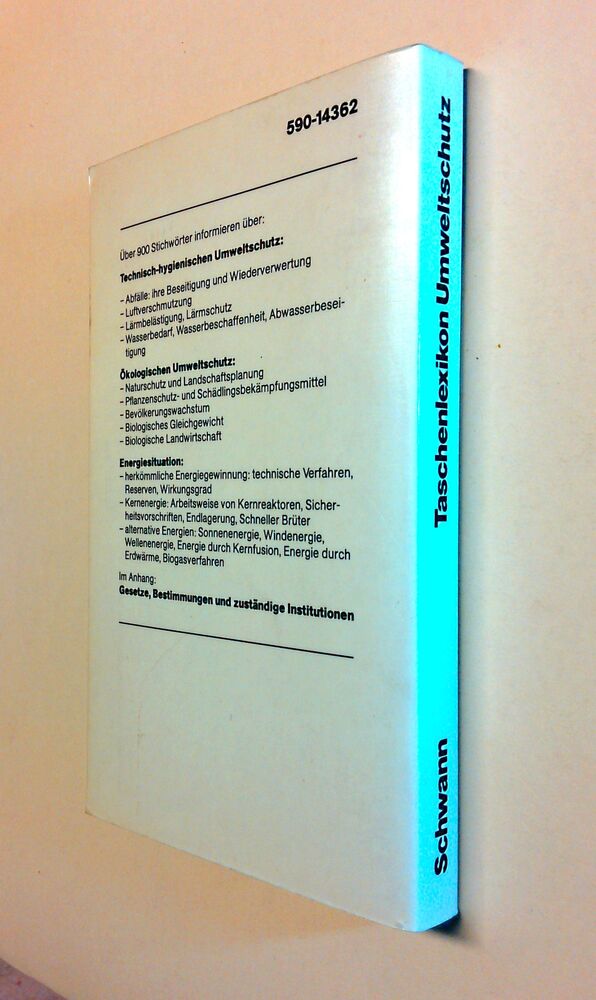 590-14362
Über 900 Stichwörter informieren über:
Technisch-hygienischen Umweltschutz:
– Abfälle: ihre Beseitigung und Wiederverwertung
– Luftverschmutzung
– Lärmbelästigung, Lärmschutz
– Wasserbedarf, Wasserbeschaffenheit, Abwasserbesei-
tigung
Ökologischen Umweltschutz:
– Naturschutz und Landschaftsplanung
– Pflanzenschutz- und Schädlingsbekämpfungsmittel
– Bevölkerungswachstum
– Biologisches Gleichgewicht
– Biologische Landwirtschaft
Energiesituation:
– herkömmliche Energiegewinnung: technische Verfahren,
Reserven, Wirkungsgrad
– Kernenergie: Arbeitsweise von Kernreaktoren, Sicher-
heitsvorschriften, Endlagerung, Schneller Brüter
– alternative Energien: Sonnenenergie, Windenergie,
Wellenenergie, Energie durch Kernfusion, Energie durch
Erdwärme, Biogasverfahren
Im Anhang:
Gesetze, Bestimmungen und zuständige Institutionen
Taschenlexikon Umweltschutz
Schwann